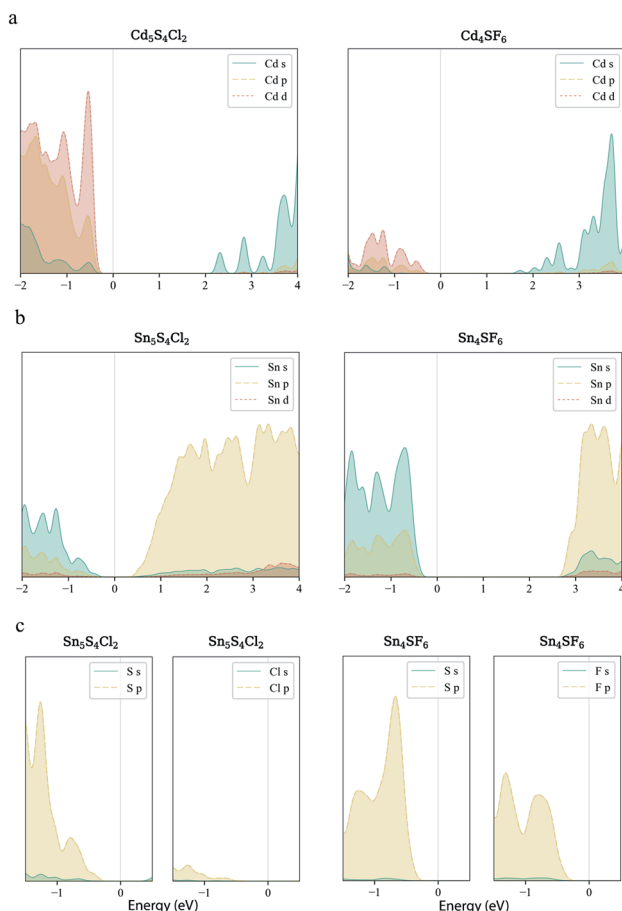 a
Cd₅S₄Cl₂
Cd₄SF₆
Cd s
Cd p
Cd d
Cd s
Cd p
Cd d
−2 −1 0 1 2 3 4
−2 −1 0 1 2 3
b
Sn₅S₄Cl₂
Sn₄SF₆
Sn s
Sn p
Sn d
Sn s
Sn p
Sn d
−2 −1 0 1 2 3 4
−2 −1 0 1 2 3 4
c
Sn₅S₄Cl₂
Sn₅S₄Cl₂
Sn₄SF₆
Sn₄SF₆
S s
S p
Cl s
Cl p
S s
S p
F s
F p
−1 0
−1 0
−1 0
−1 0
Energy (eV)
Energy (eV)